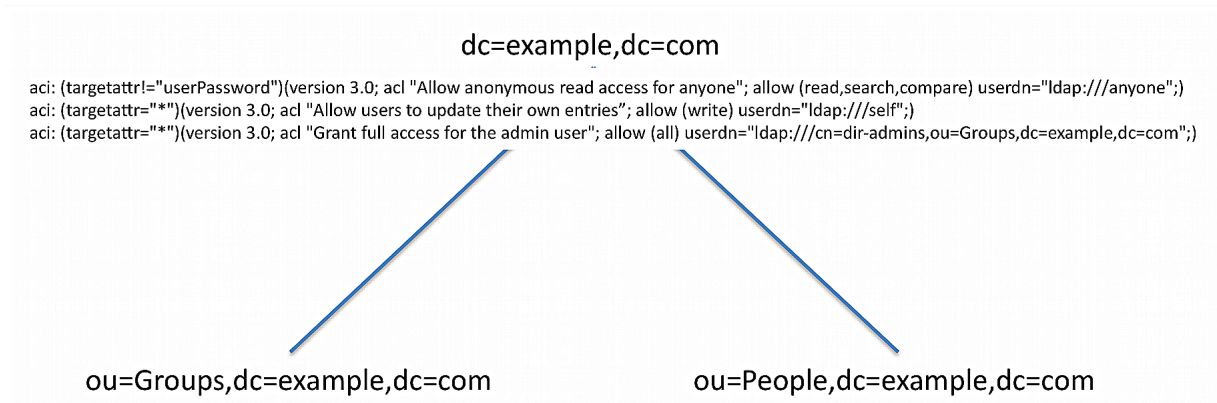 dc=example,dc=com
aci: (targetattr!="userPassword")(version 3.0; acl "Allow anonymous read access for anyone"; allow (read,search,compare) userdn="ldap:///anyone";)
aci: (targetattr="*")(version 3.0; acl "Allow users to update their own entries”; allow (write) userdn="ldap:///self";)
aci: (targetattr="*")(version 3.0; acl "Grant full access for the admin user"; allow (all) userdn="ldap:///cn=dir-admins,ou=Groups,dc=example,dc=com";)
ou=Groups,dc=example,dc=com
ou=People,dc=example,dc=com